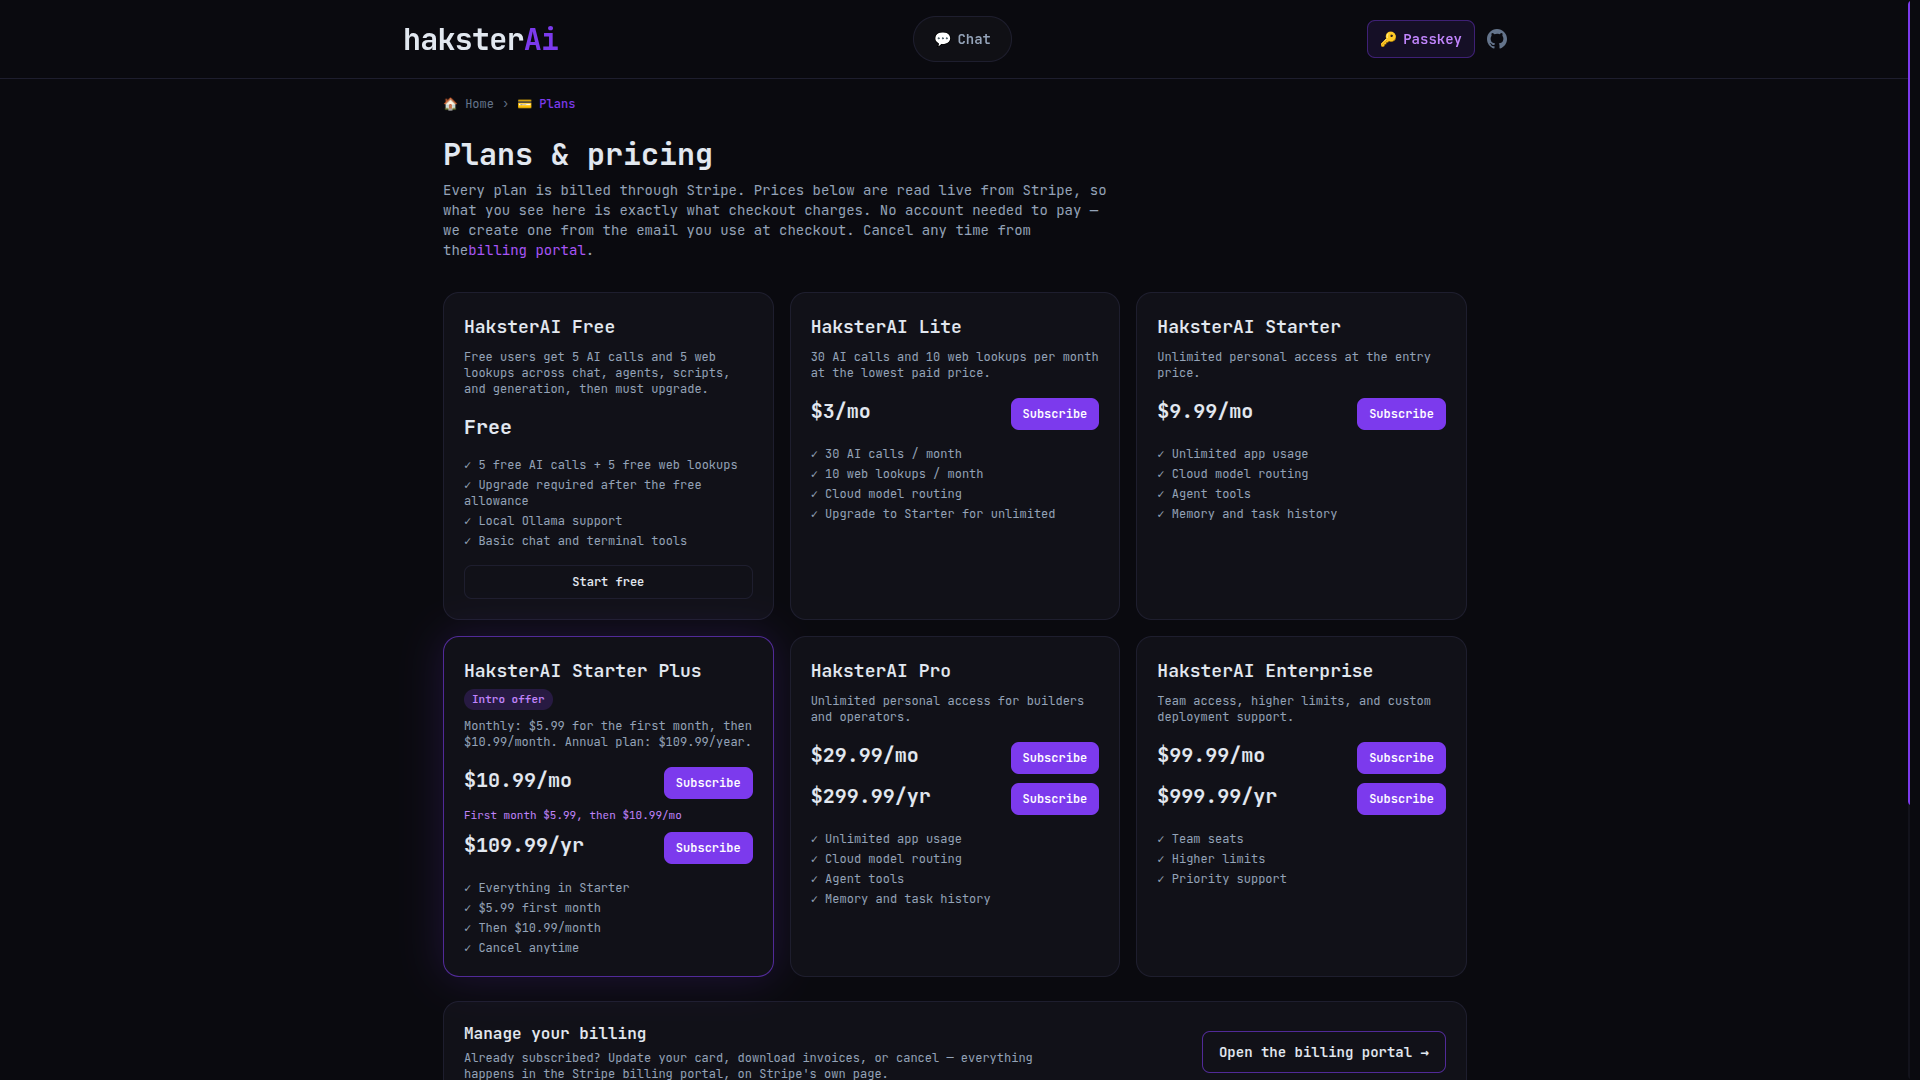 haksterAi
💬 Chat
🔑 Passkey
🏠 Home › 💳 Plans
Plans & pricing
Every plan is billed through Stripe. Prices below are read live from Stripe, so
what you see here is exactly what checkout charges. No account needed to pay —
we create one from the email you use at checkout. Cancel any time from
thebilling portal.
HaksterAI Free
Free users get 5 AI calls and 5 web
lookups across chat, agents, scripts,
and generation, then must upgrade.
Free
✓ 5 free AI calls + 5 free web lookups
✓ Upgrade required after the free
allowance
✓ Local Ollama support
✓ Basic chat and terminal tools
Start free
HaksterAI Lite
30 AI calls and 10 web lookups per month
at the lowest paid price.
$3/mo
Subscribe
✓ 30 AI calls / month
✓ 10 web lookups / month
✓ Cloud model routing
✓ Upgrade to Starter for unlimited
HaksterAI Starter
Unlimited personal access at the entry
price.
$9.99/mo
Subscribe
✓ Unlimited app usage
✓ Cloud model routing
✓ Agent tools
✓ Memory and task history
HaksterAI Starter Plus
Intro offer
Monthly: $5.99 for the first month, then
$10.99/month. Annual plan: $109.99/year.
$10.99/mo
Subscribe
First month $5.99, then $10.99/mo
$109.99/yr
Subscribe
✓ Everything in Starter
✓ $5.99 first month
✓ Then $10.99/month
✓ Cancel anytime
HaksterAI Pro
Unlimited personal access for builders
and operators.
$29.99/mo
Subscribe
$299.99/yr
Subscribe
✓ Unlimited app usage
✓ Cloud model routing
✓ Agent tools
✓ Memory and task history
HaksterAI Enterprise
Team access, higher limits, and custom
deployment support.
$99.99/mo
Subscribe
$999.99/yr
Subscribe
✓ Team seats
✓ Higher limits
✓ Priority support
Manage your billing
Already subscribed? Update your card, download invoices, or cancel — everything
happens in the Stripe billing portal, on Stripe's own page.
Open the billing portal →